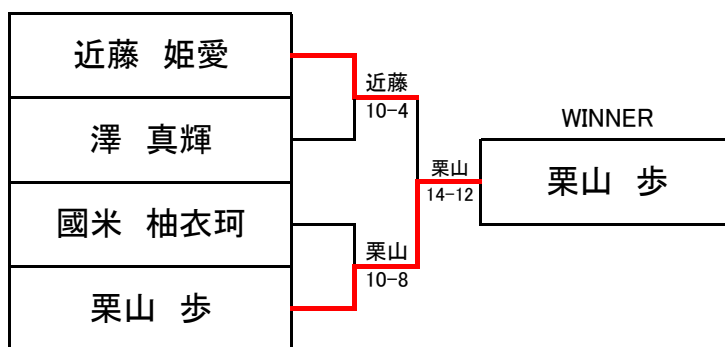 近藤　姫愛
澤　真輝
國米　柚衣珂
栗山　歩
近藤
10-4
栗山
10-8
栗山
14-12
WINNER
栗山　歩